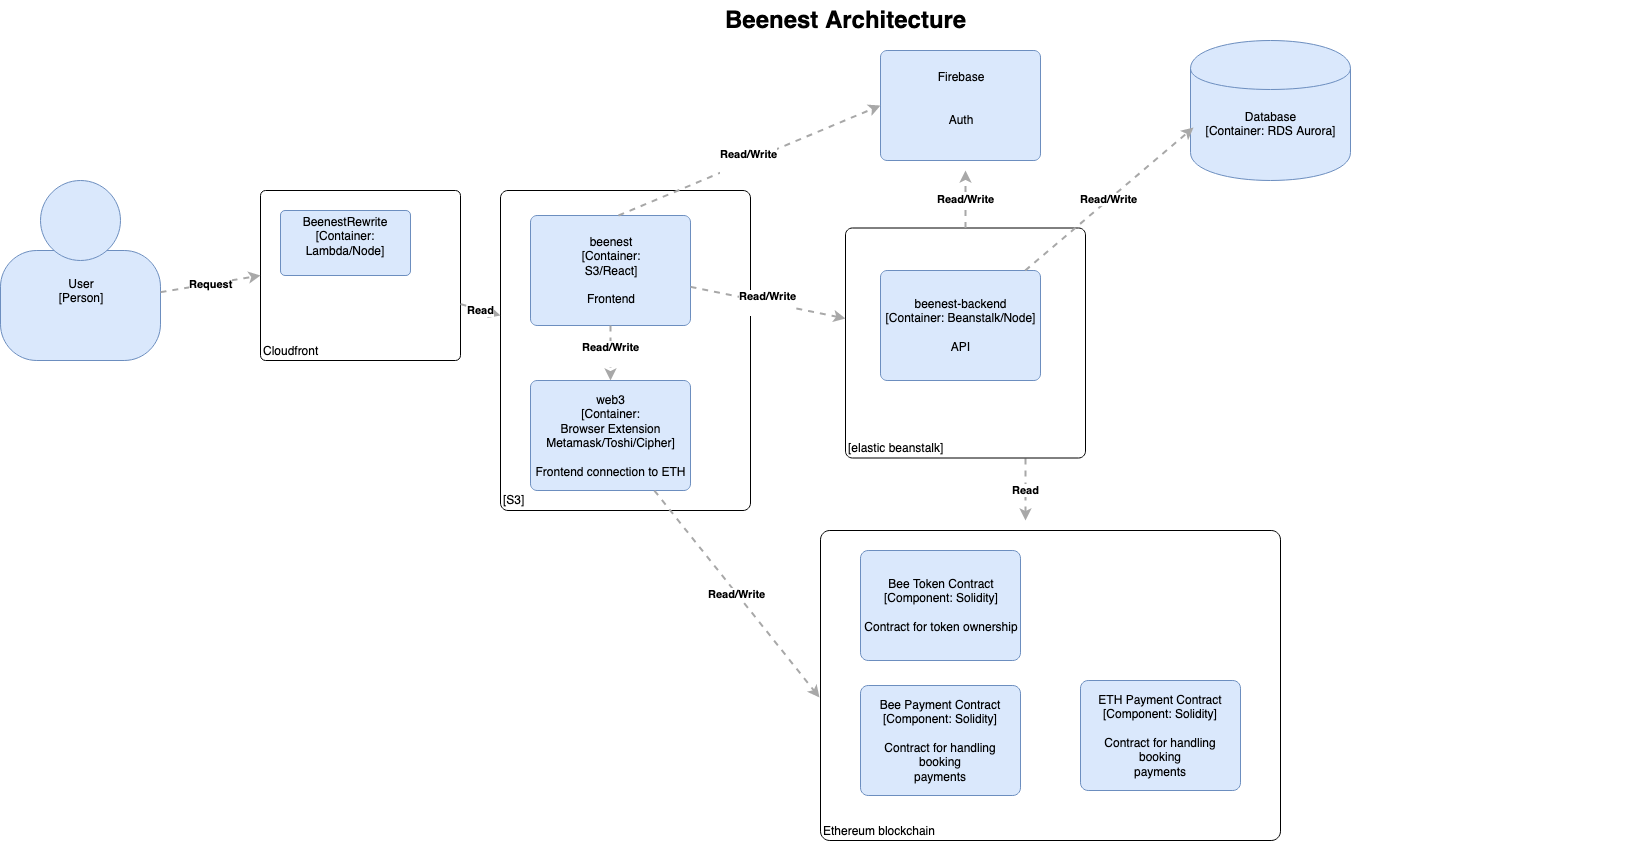 Beenest Architecture
Firebase
Auth
Database
[Container: RDS Aurora]
Read/Write
Read/Write
Read/Write
User
[Person]
Request
BeenestRewrite
[Container:
Lambda/Node]
Cloudfront
Read
beenest
[Container:
S3/React]
Frontend
Read/Write
Read/Write
web3
[Container:
Browser Extension
Metamask/Toshi/Cipher]
Frontend connection to ETH
[S3]
beenest-backend
[Container: Beanstalk/Node]
API
[elastic beanstalk]
Read
Read/Write
Bee Token Contract
[Component: Solidity]
Contract for token ownership
Bee Payment Contract
[Component: Solidity]
Contract for handling
booking
payments
ETH Payment Contract
[Component: Solidity]
Contract for handling
booking
payments
Ethereum blockchain